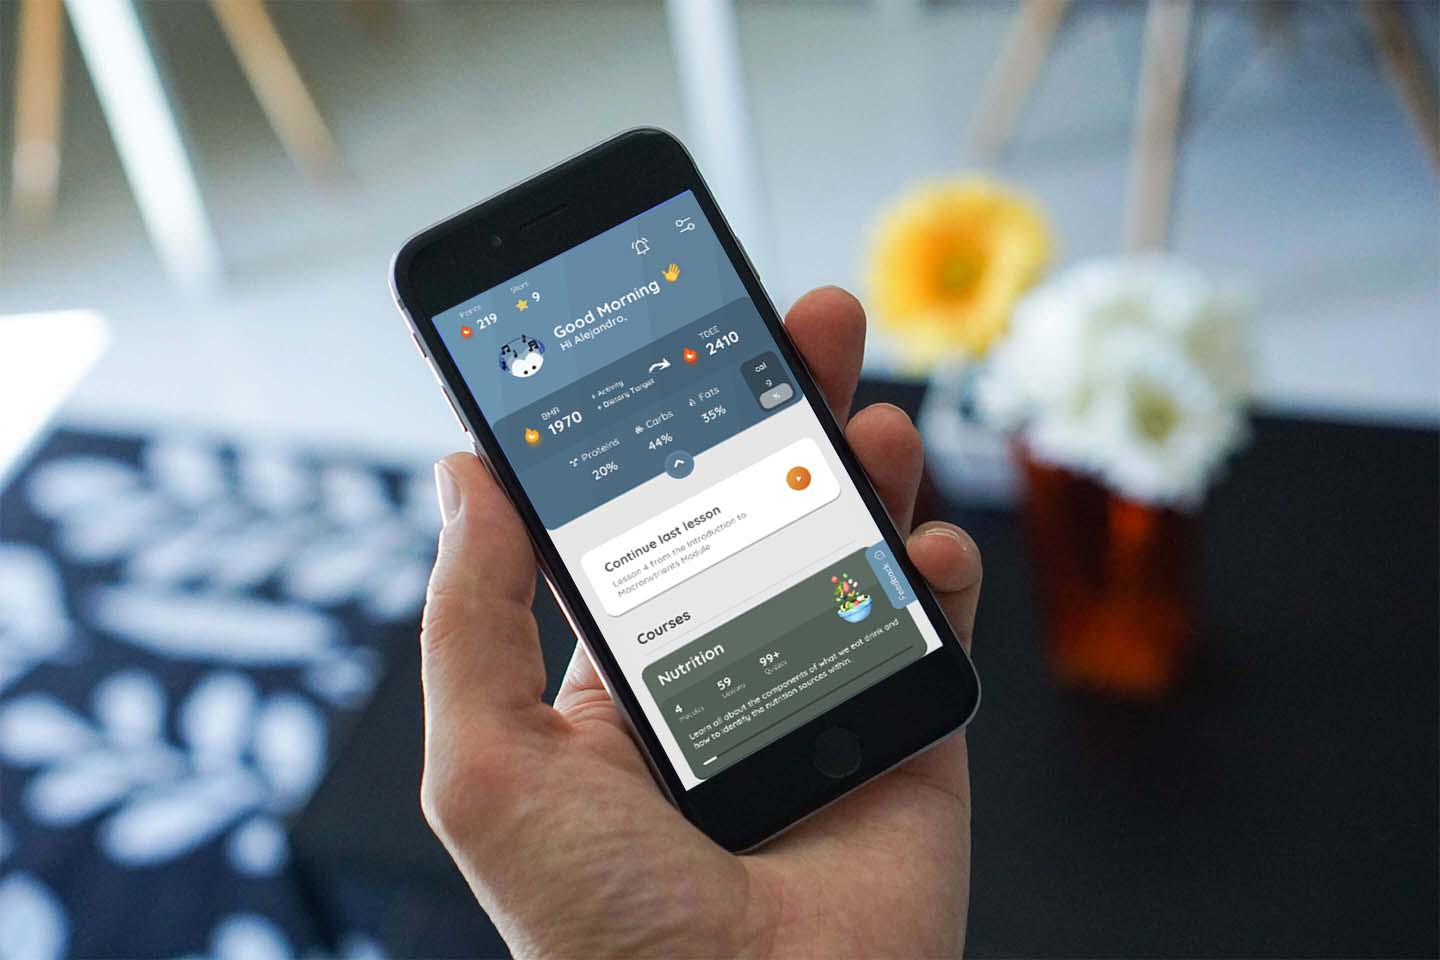 Points
219
Stars
9
Good Morning 👋
Hi Alejandro,
BMR
1970
+ Activity
+ Dietary Target
TDEE
2410
Proteins
20%
Carbs
44%
Fats
35%
cal
g
%
Continue last lesson
Lesson 4 from the Introduction to
Macronutrients Module
Courses
Feedback
Nutrition
4
59
Lessons
99+
Quizzes
Learn all about the components of what we eat drink and
how to identify the nutrition sources within.